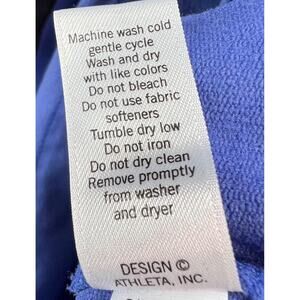 Machine wash cold
gentle cycle
Wash and dry
with like colors
Do not bleach
Do not use fabric
softeners
Tumble dry low
Do not iron
Do not dry clean
Remove promptly
from washer
and dryer
DESIGN ©
ATHLETA, INC.